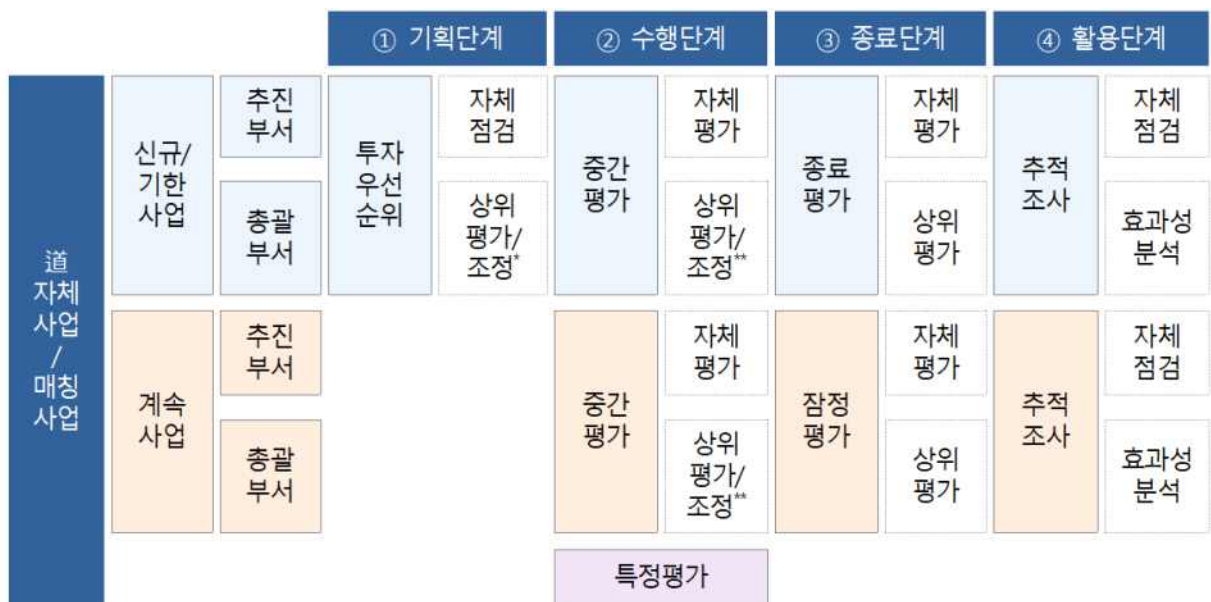 ① 기획단계
② 수행단계
③ 종료단계
④ 활용단계
道
자체
사업
/
매칭
사업
신규/
기한
사업
추진
부서
총괄
부서
투자
우선
순위
자체
점검
상위
평가/
조정*
중간
평가
자체
평가
상위
평가/
조정**
종료
평가
자체
평가
상위
평가
추적
조사
자체
점검
효과성
분석
계속
사업
추진
부서
총괄
부서
중간
평가
자체
평가
상위
평가/
조정**
잠정
평가
자체
평가
상위
평가
추적
조사
자체
점검
효과성
분석
특정평가